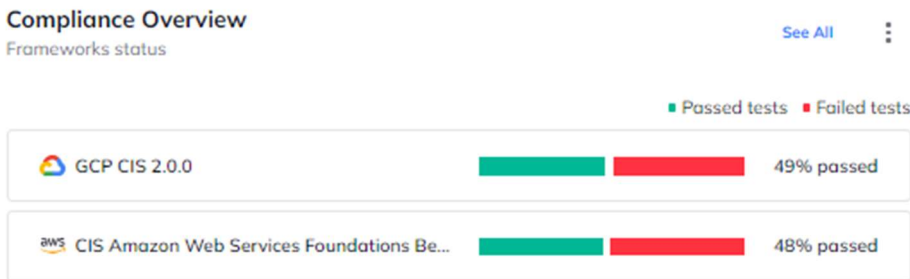 Compliance Overview
See All
Frameworks status
Passed tests Failed tests
GCP CIS 2.0.0 49% passed
aws CIS Amazon Web Services Foundations Be... 48% passed